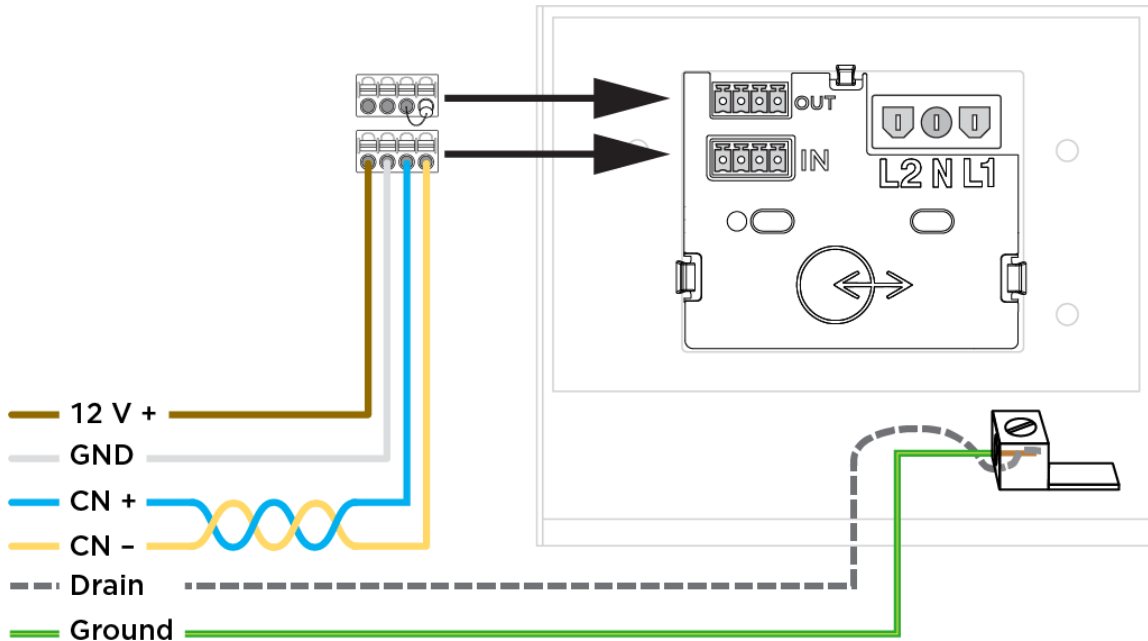 OUT
IN
L2 N L1
12 V +
GND
CN +
CN –
Drain
Ground